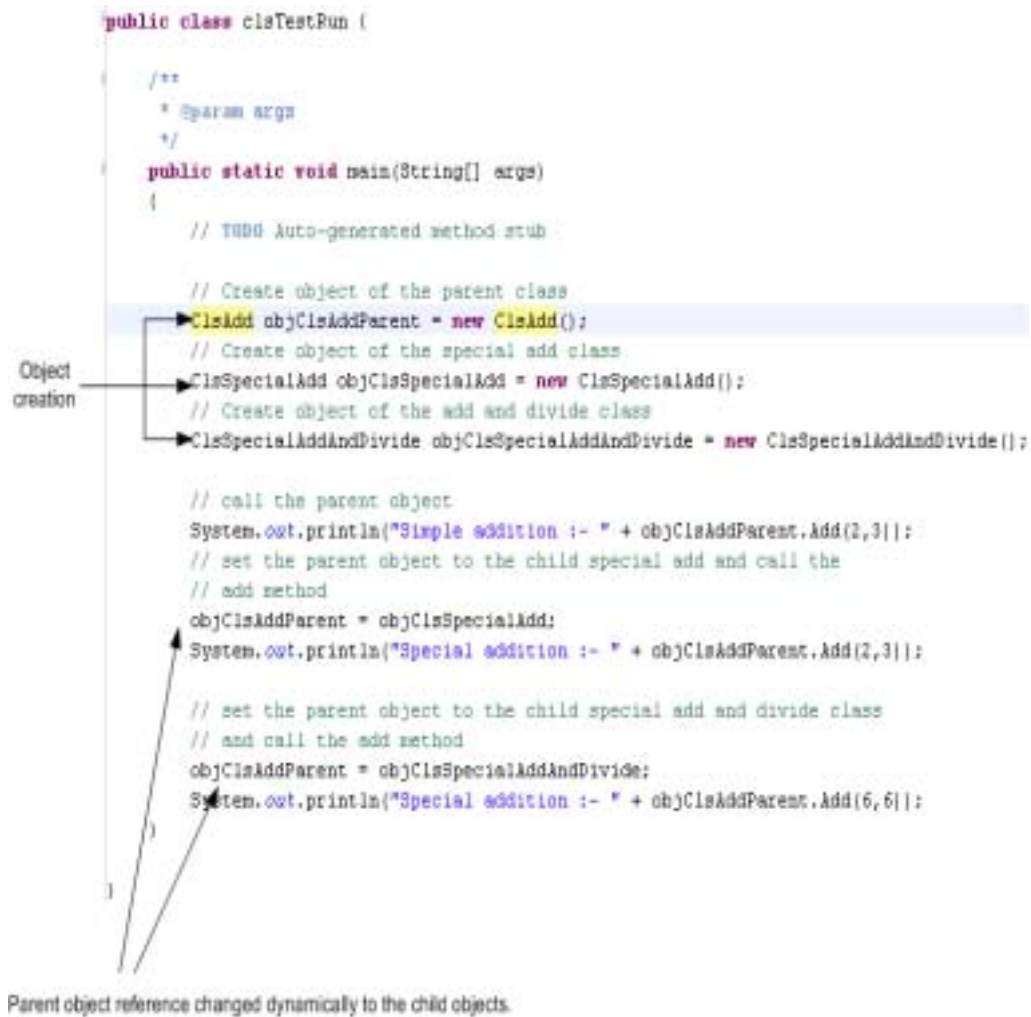 public class clsTestRun {
/**
* @param args
*/
public static void main(String[] args)
{
// TODO Auto-generated method stub
// Create object of the parent class
ClsAdd objClsAddParent = new ClsAdd();
// Create object of the special add class
Object creation
ClsSpecialAdd objClsSpecialAdd = new ClsSpecialAdd();
// Create object of the add and divide class
ClsSpecialAddAndDivide objClsSpecialAddAndDivide = new ClsSpecialAddAndDivide();
// call the parent object
System.out.println("Simple addition :- " + objClsAddParent.Add(2,3));
// set the parent object to the child special add and call the
// add method
objClsAddParent = objClsSpecialAdd;
System.out.println("Special addition :- " + objClsAddParent.Add(2,3));
// set the parent object to the child special add and divide class
// and call the add method
objClsAddParent = objClsSpecialAddAndDivide;
System.out.println("Special addition :- " + objClsAddParent.Add(6,6));
}
}
Parent object reference changed dynamically to the child objects.